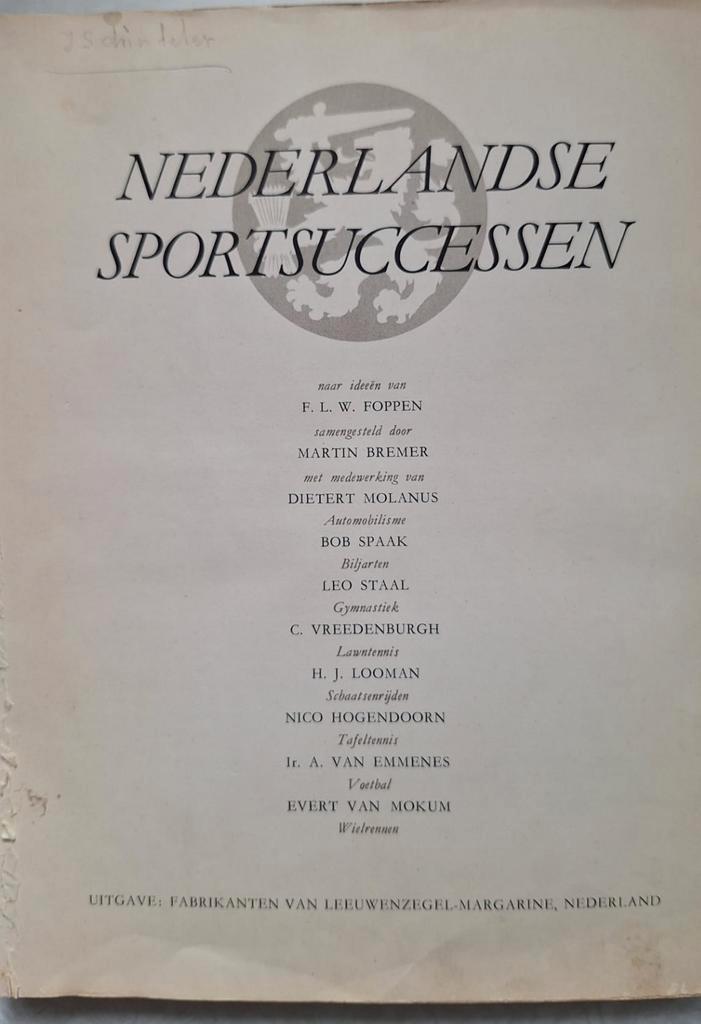 NEDERLANDSE
SPORTSUCCESSEN
naar ideeën van
F. L. W. FOPPEN
samengesteld door
MARTIN BREMER
met medewerking van
DIETERT MOLANUS
Automobilisme
BOB SPAAK
Biljarten
LEO STAAL
Gymnastiek
C. VREEDENBURGH
Lawntennis
H. J. LOOMAN
Schaatsenrijden
NICO HOGENDOORN
Tafeltennis
Ir. A. VAN EMMENES
Voetbal
EVERT VAN MOKUM
Wielrennen
UITGAVE: FABRIKANTEN VAN LEEUWENZEGEL-MARGARINE, NEDERLAND